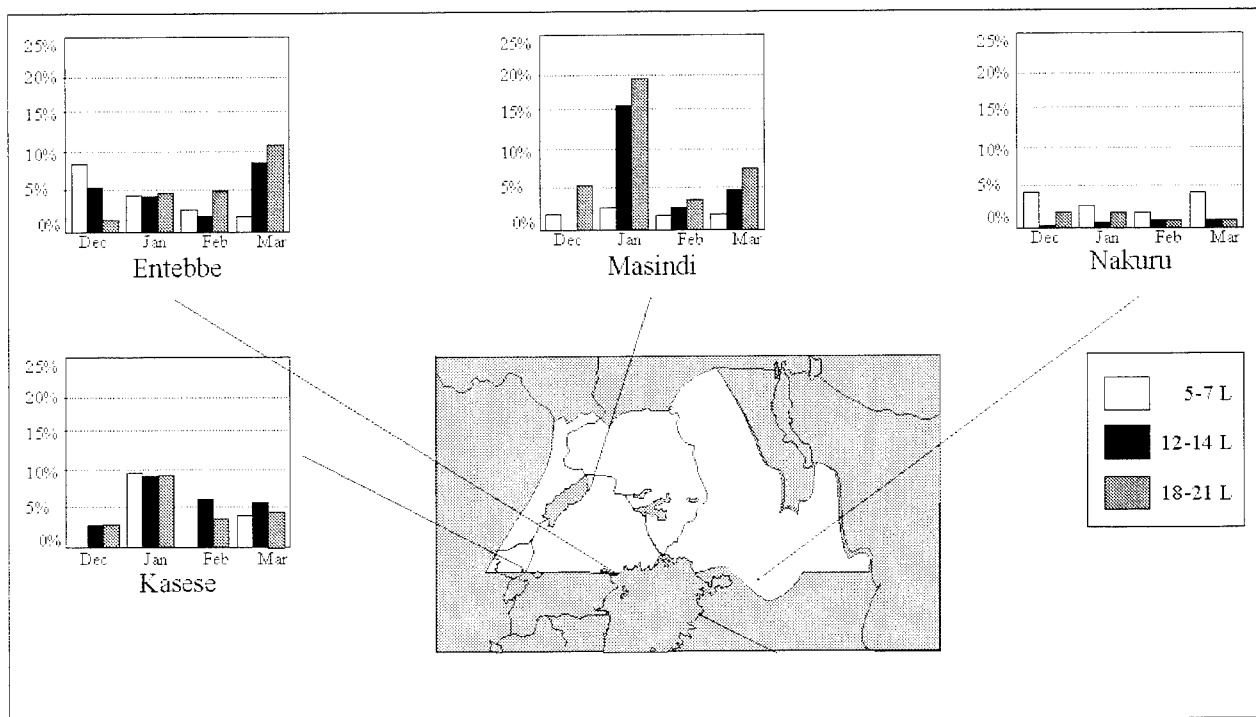 25%
20%
15%
10%
5%
0%
Dec Jan Feb Mar
Entebbe
25%
20%
15%
10%
5%
0%
Dec Jan Feb Mar
Masindi
25%
20%
15%
10%
5%
0%
Dec Jan Feb Mar
Nakuru
25%
20%
15%
10%
5%
0%
Dec Jan Feb Mar
Kasese
5-7 L
12-14 L
18-21 L